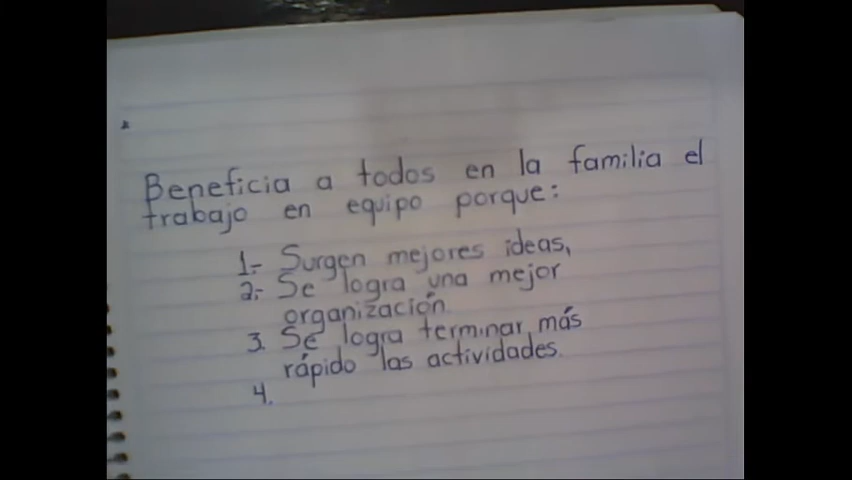 Beneficia a todos en la familia el
trabajo en equipo porque:
1.- Surgen mejores ideas,
2.- Se logra una mejor
organización
3. Se logra terminar más
rápido las actividades.
4.